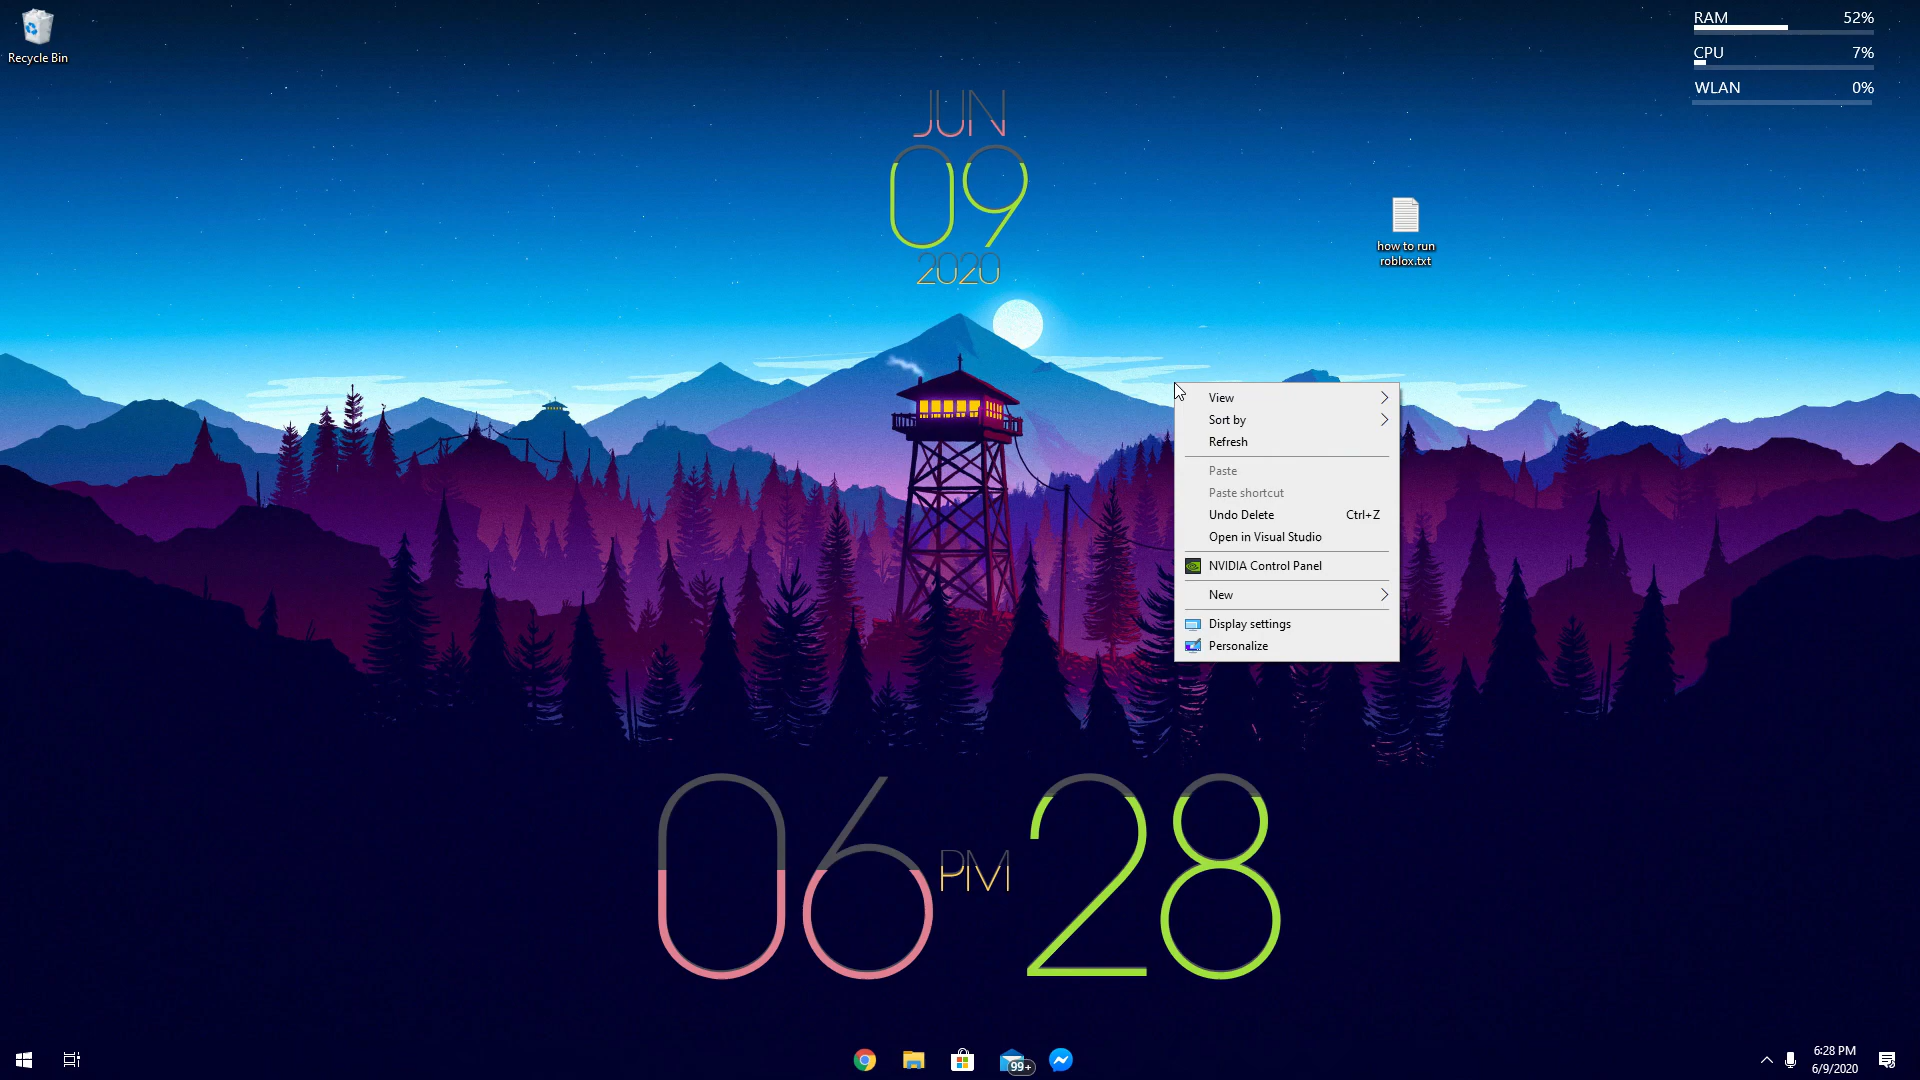 Recycle Bin
RAM 52%
CPU 7%
WLAN 0%
JUN
09
2020
how to run
roblox.txt
View
Sort by
Refresh
Paste
Paste shortcut
Undo Delete Ctrl+Z
Open in Visual Studio
NVIDIA Control Panel
New
Display settings
Personalize
06 PM 28
99+
6:28 PM
6/9/2020